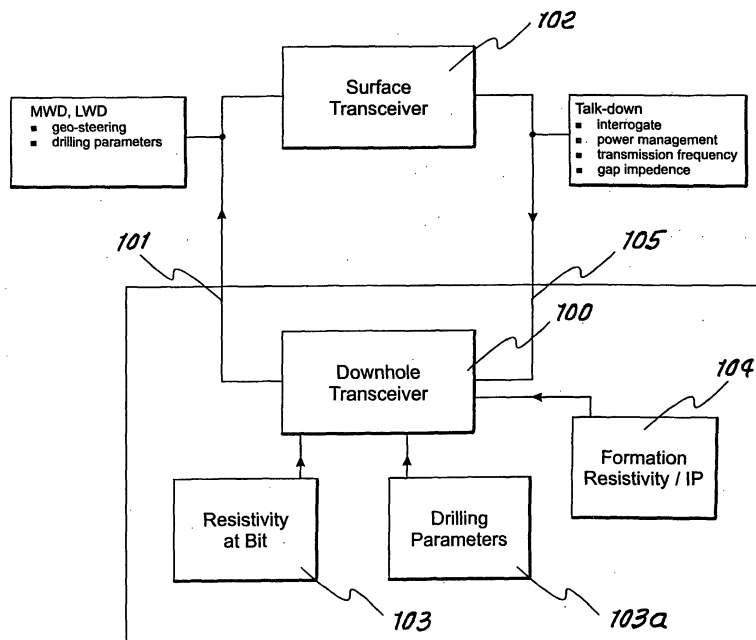 102
Surface
Transceiver
MWD, LWD
▪ geo-steering
▪ drilling parameters
Talk-down
▪ interrogate
▪ power management
▪ transmission frequency
▪ gap impedence
101
105
100
Downhole
Transceiver
104
Formation
Resistivity / IP
Resistivity
at Bit
Drilling
Parameters
103
103a